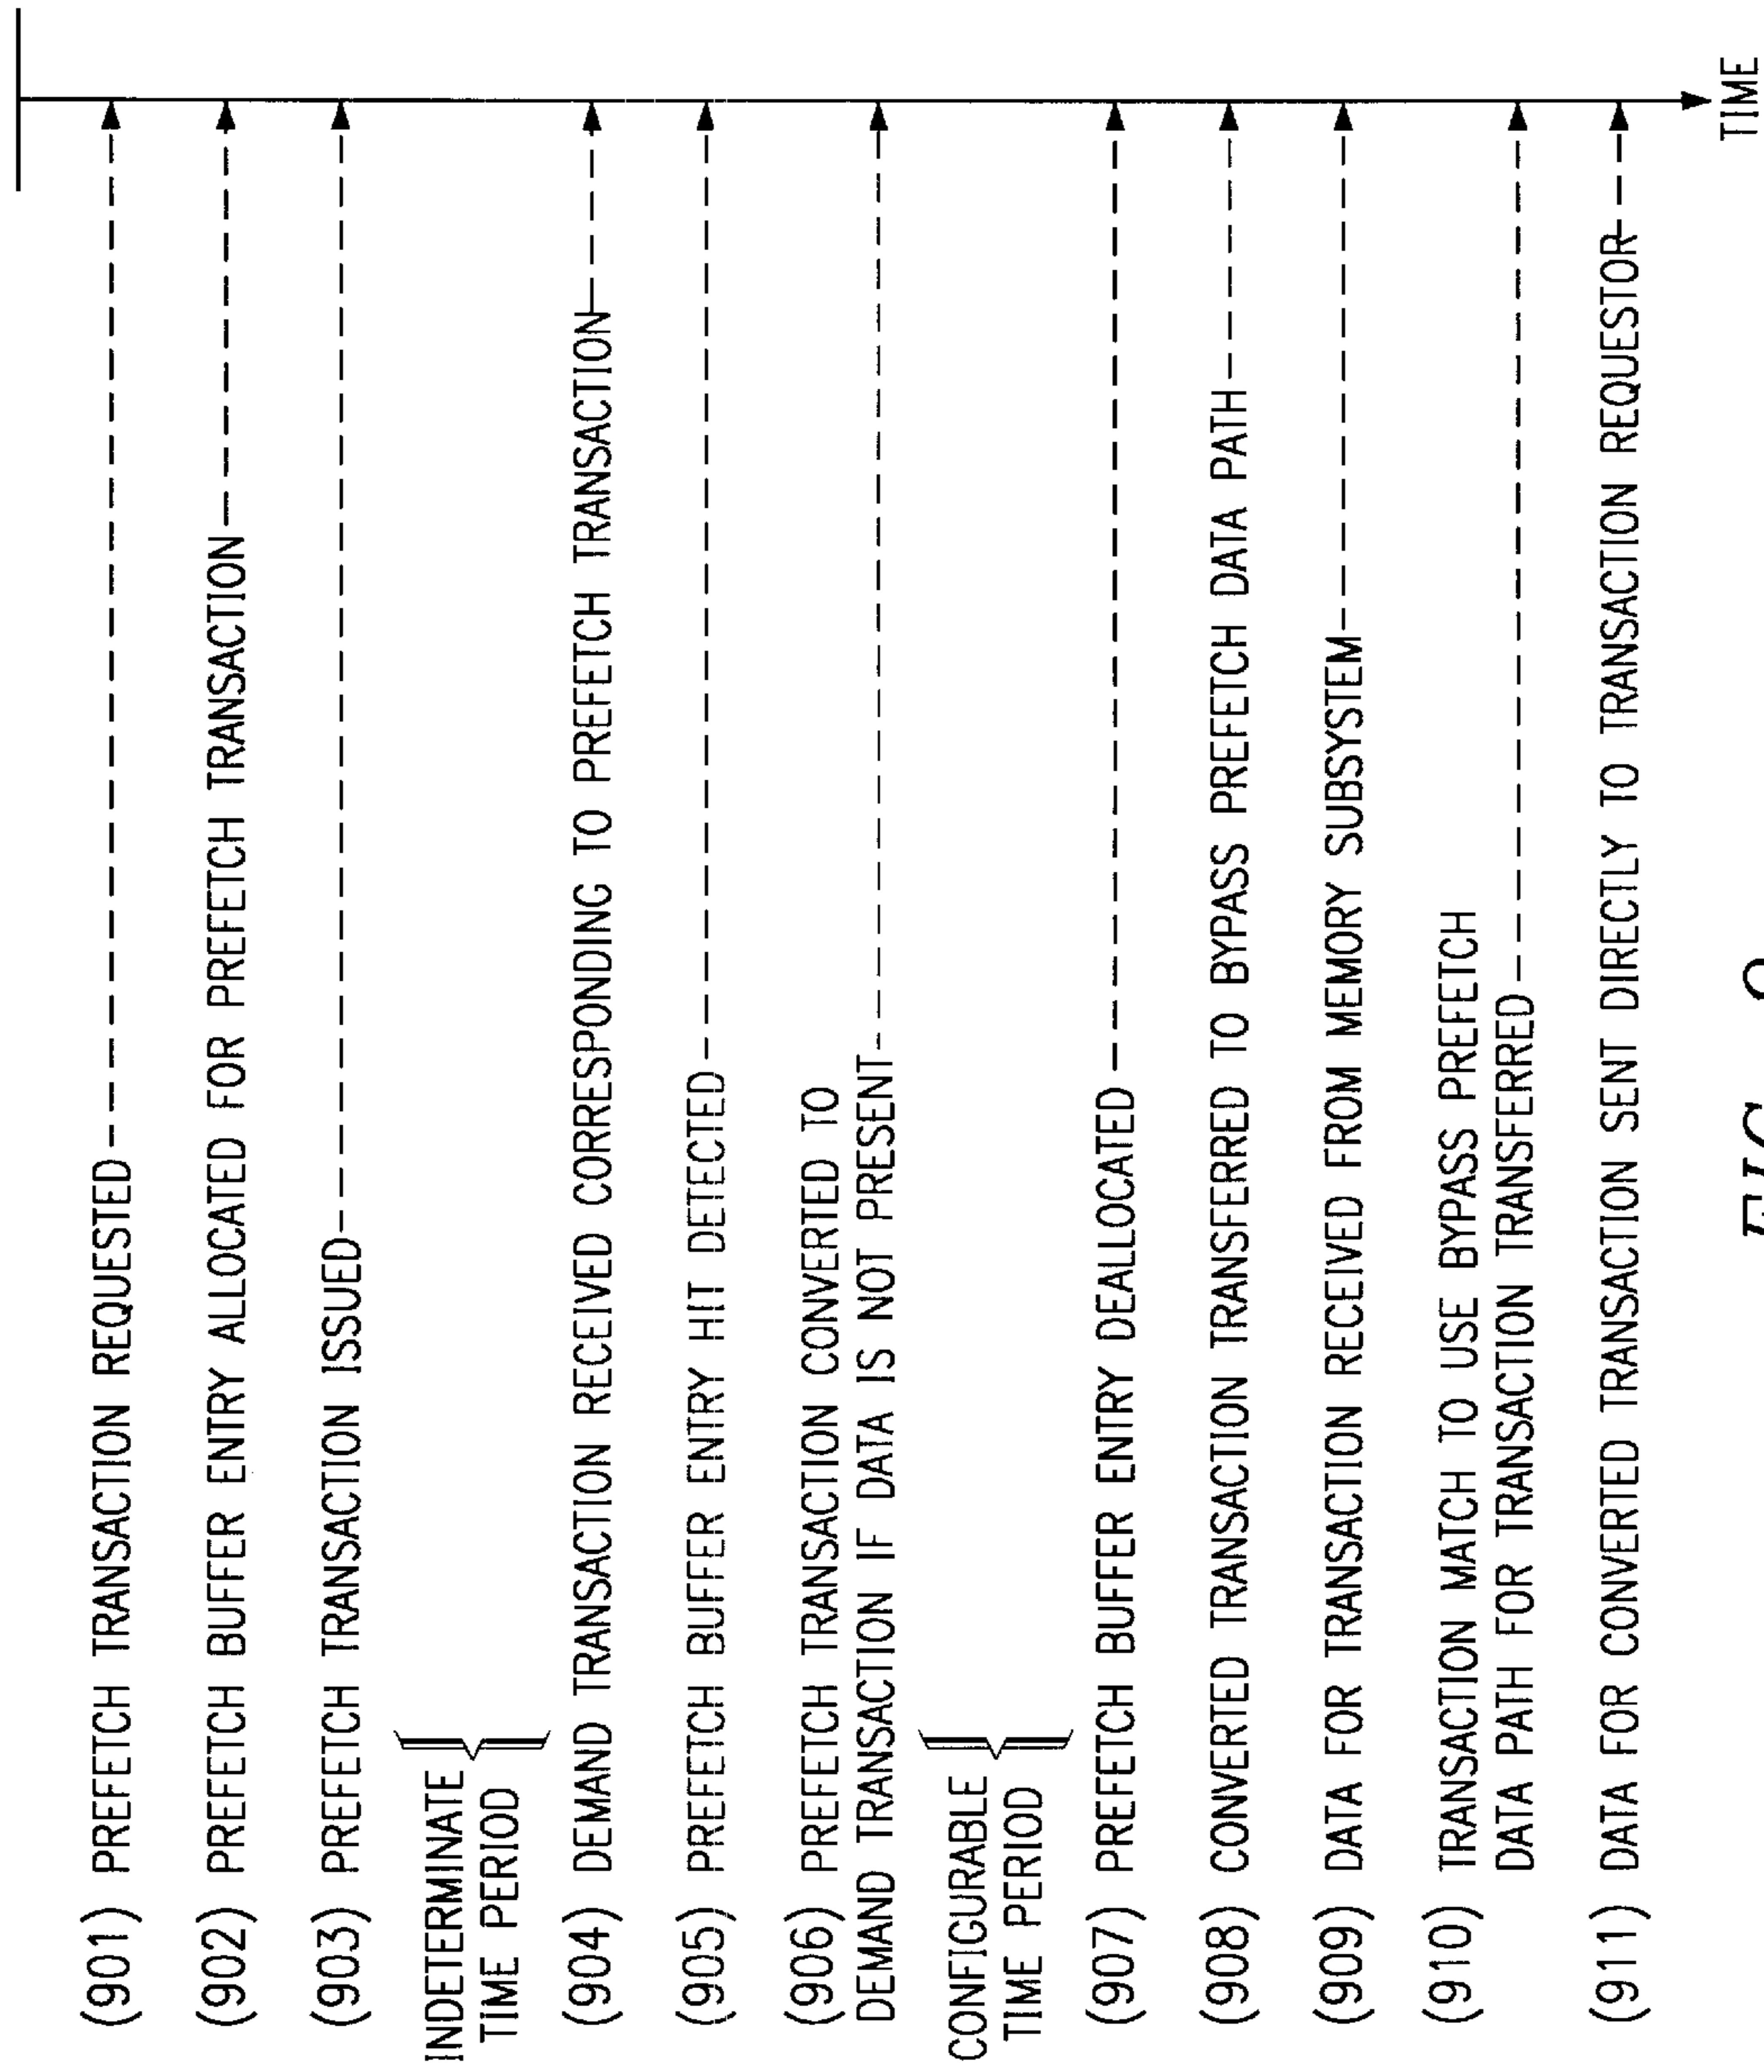 (901) PREFETCH TRANSACTION REQUESTED
(902) PREFETCH BUFFER ENTRY ALLOCATED FOR PREFETCH TRANSACTION
(903) PREFETCH TRANSACTION ISSUED
INDETERMINATE
TIME PERIOD
(904) DEMAND TRANSACTION RECEIVED CORRESPONDING TO PREFETCH TRANSACTION
(905) PREFETCH BUFFER ENTRY HIT DETECTED
(906) PREFETCH TRANSACTION CONVERTED TO
DEMAND TRANSACTION IF DATA IS NOT PRESENT
CONFIGURABLE
TIME PERIOD
(907) PREFETCH BUFFER ENTRY DEALLOCATED
(908) CONVERTED TRANSACTION TRANSFERRED TO BYPASS PREFETCH DATA PATH
(909) DATA FOR TRANSACTION RECEIVED FROM MEMORY SUBSYSTEM
(910) TRANSACTION MATCH TO USE BYPASS PREFETCH
DATA PATH FOR TRANSACTION TRANSFERRED
(911) DATA FOR CONVERTED TRANSACTION SENT DIRECTLY TO TRANSACTION REQUESTOR
TIME